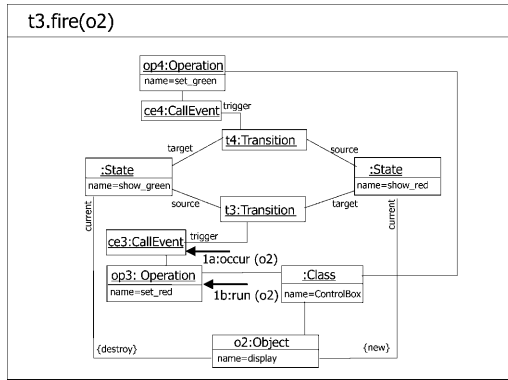 t3.fire(o2)
op4:Operation
name=set_green
ce4:CallEvent
trigger
t4:Transition
target
source
:State
name=show_green
:State
name=show_red
source
target
t3:Transition
current
current
ce3:CallEvent
trigger
1a:occur (o2)
op3: Operation
name=set_red
1b:run (o2)
:Class
name=ControlBox
{destroy}
o2:Object
name=display
{new}